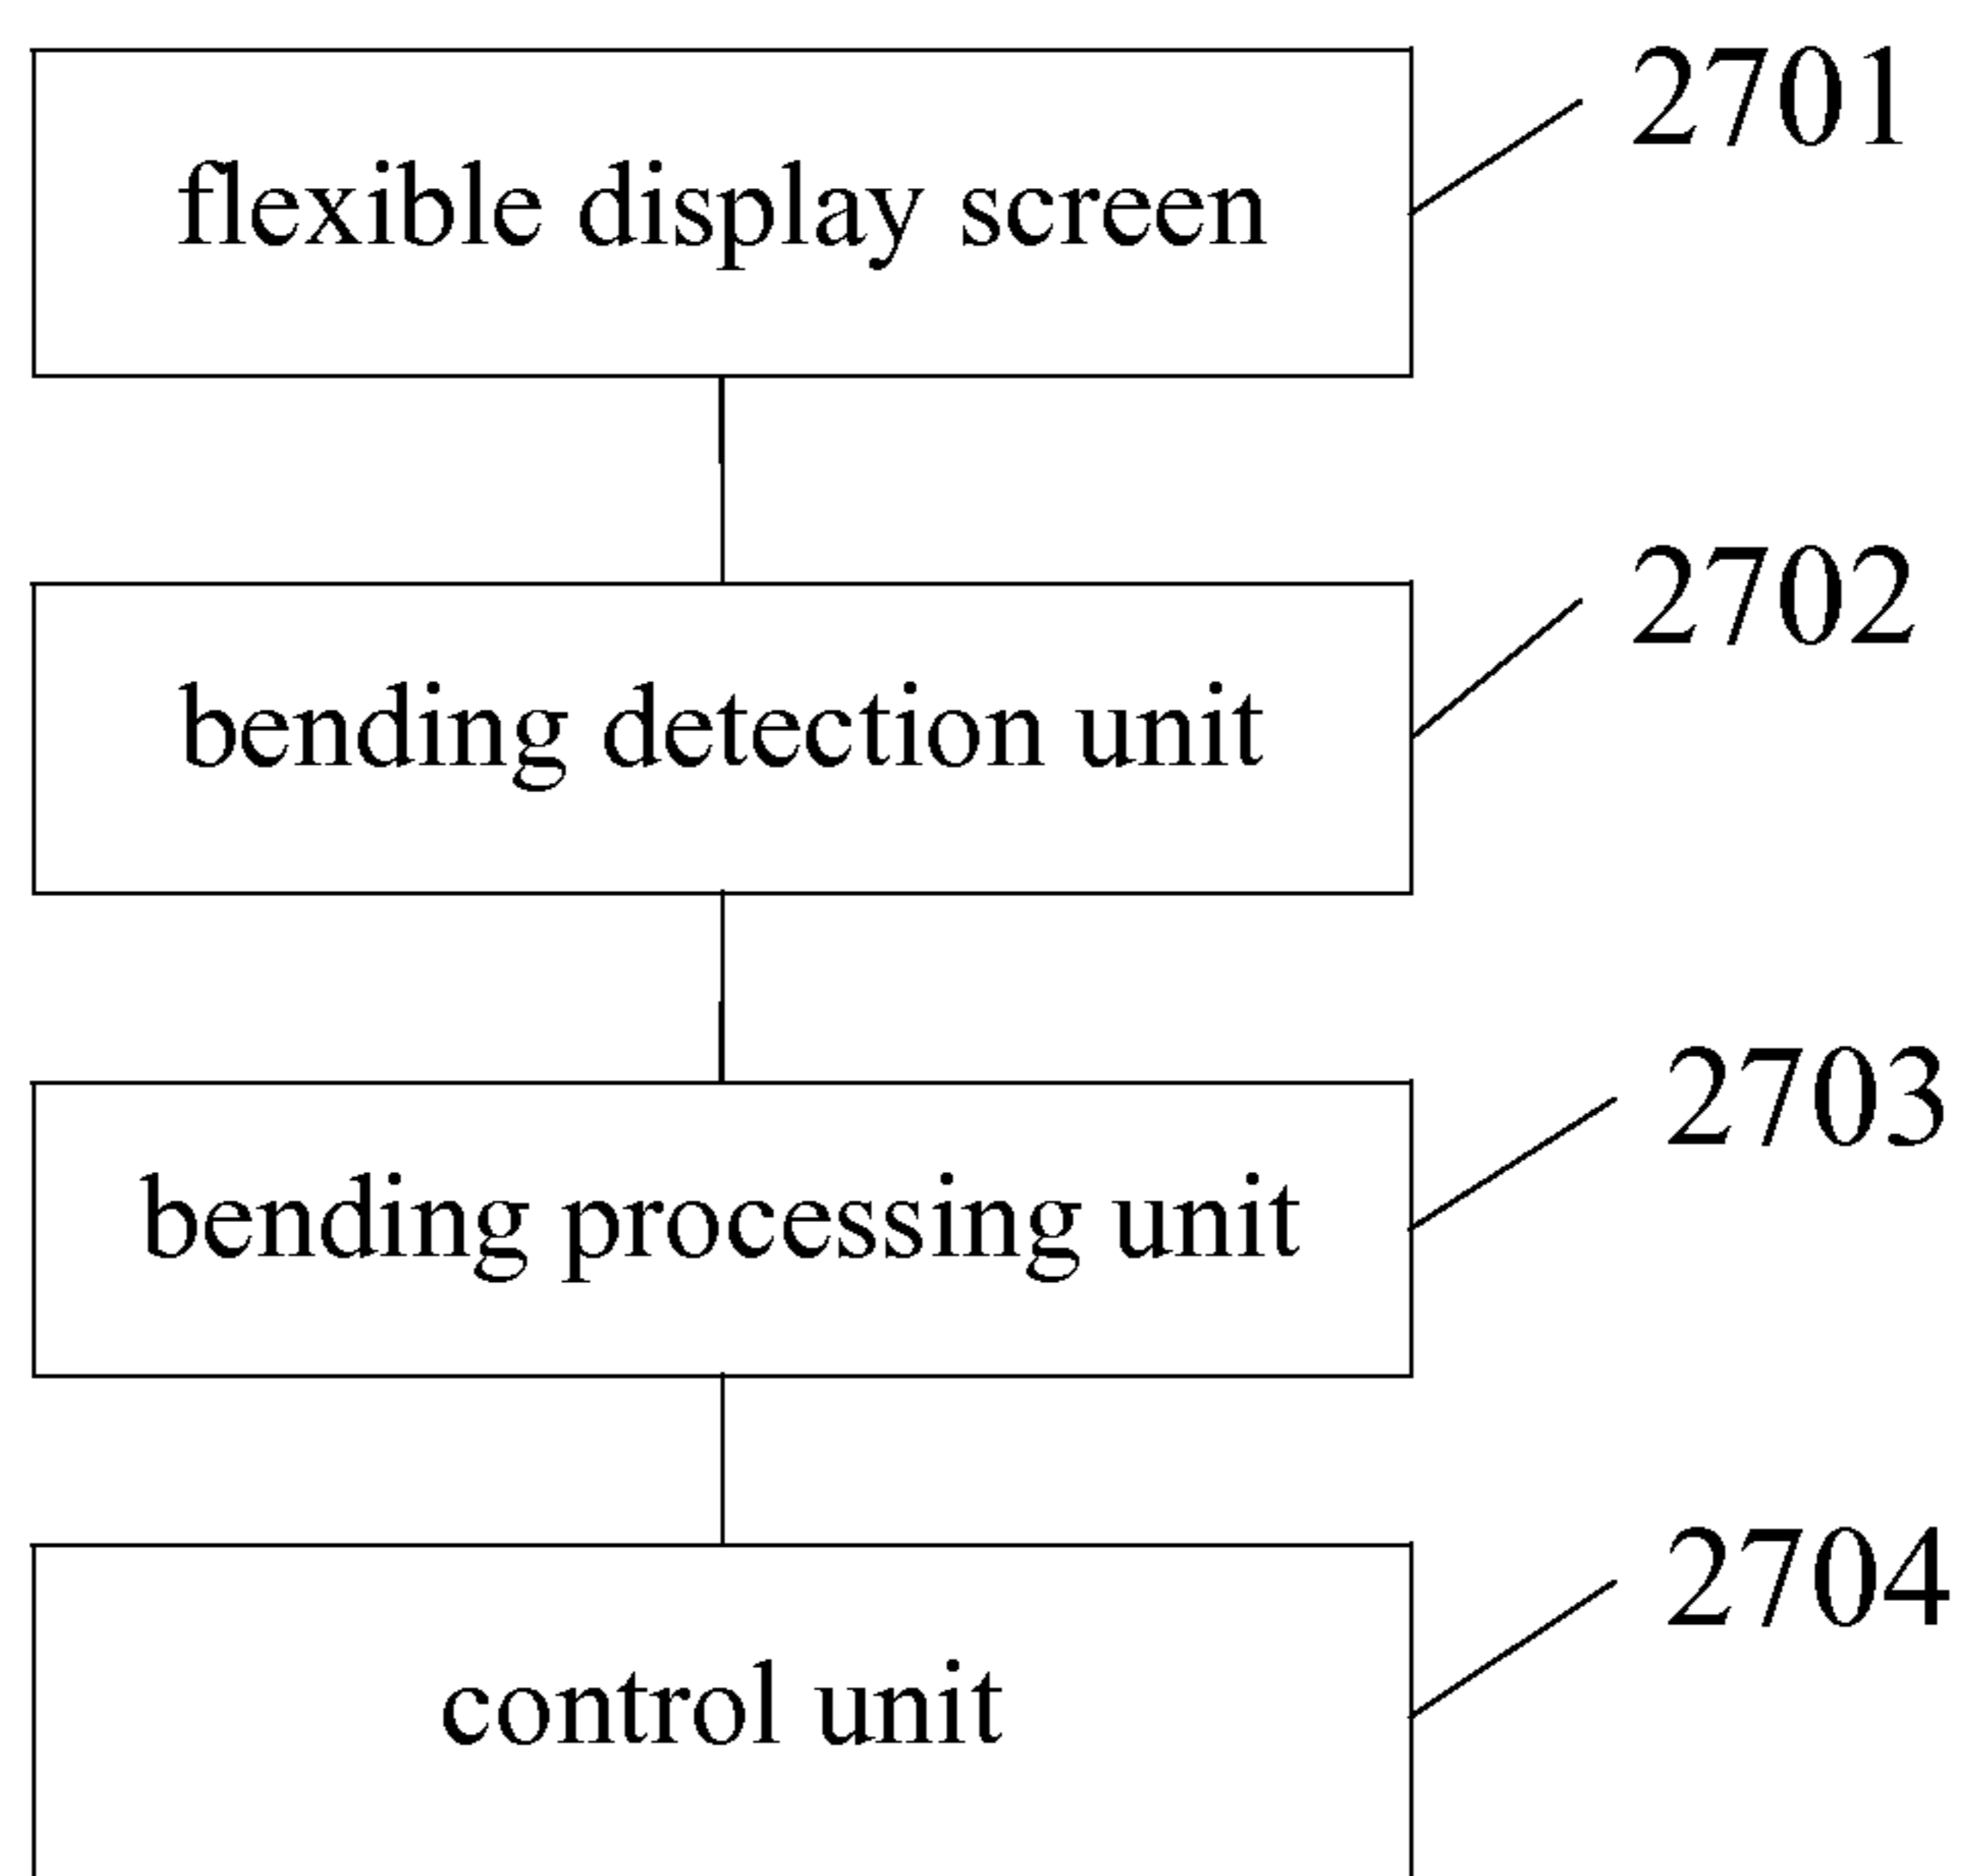 flexible display screen
2701
bending detection unit
2702
bending processing unit
2703
control unit
2704